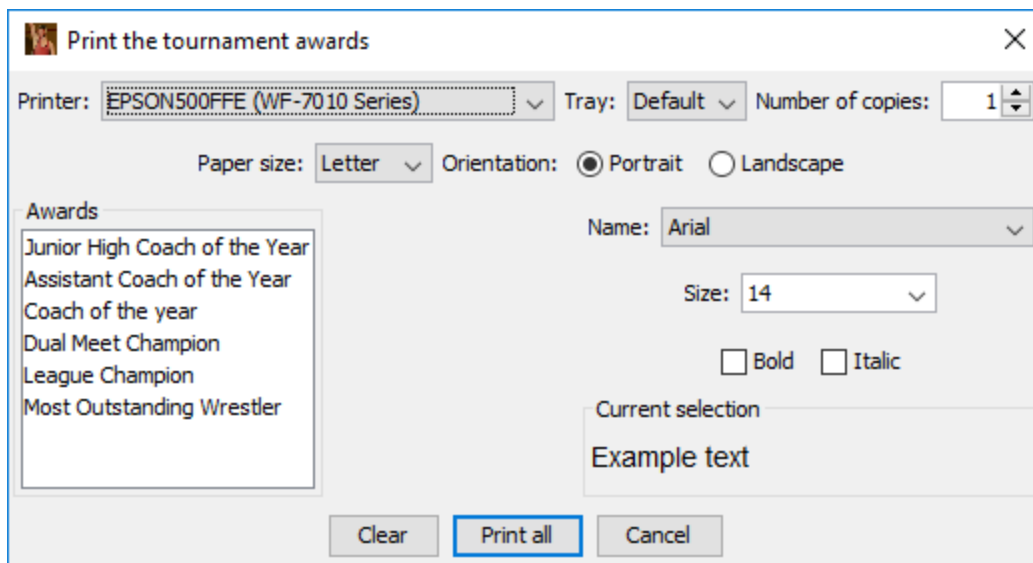 Print the tournament awards
Printer: EPSON500FFE (WF-7010 Series) Tray: Default Number of copies: 1
Paper size: Letter Orientation: Portrait Landscape
Awards
Junior High Coach of the Year
Assistant Coach of the Year
Coach of the year
Dual Meet Champion
League Champion
Most Outstanding Wrestler
Name: Arial
Size: 14
Bold Italic
Current selection
Example text
Clear Print all Cancel